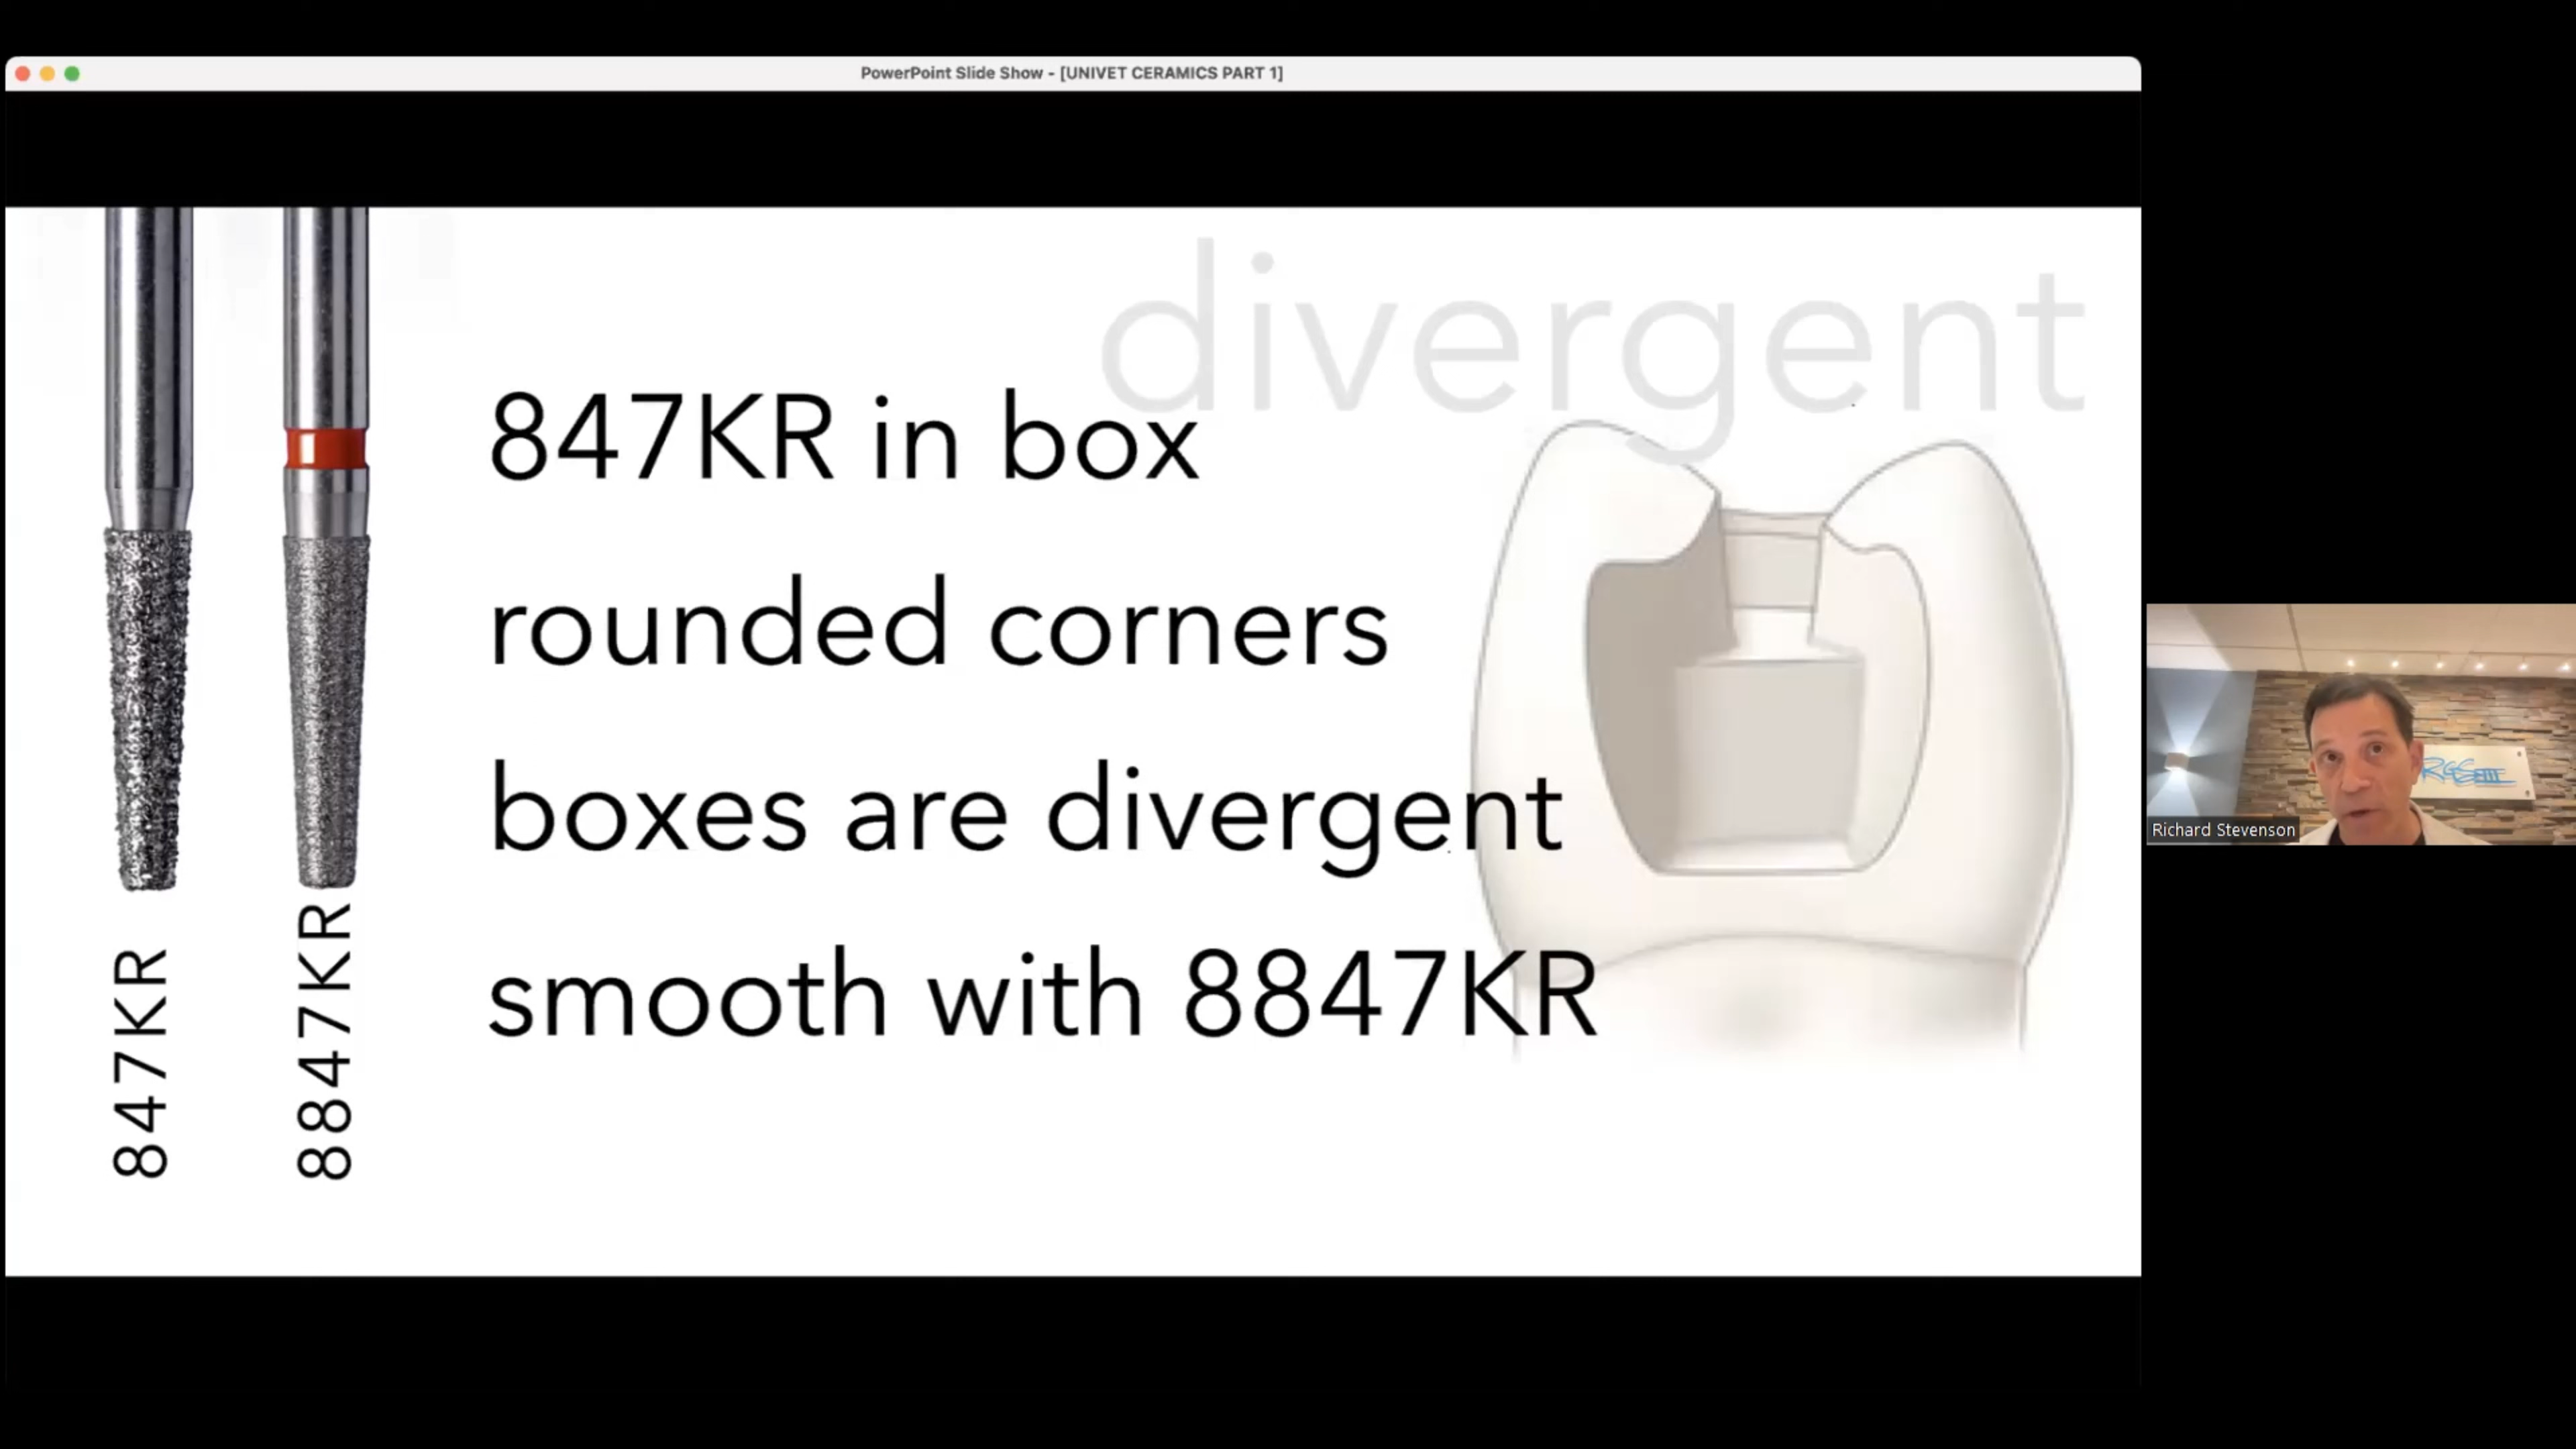 PowerPoint Slide Show - [UNIVET CERAMICS PART 1]
divergent
847KR in box
rounded corners
boxes are divergent
smooth with 8847KR
847KR
8847KR
Richard Stevenson